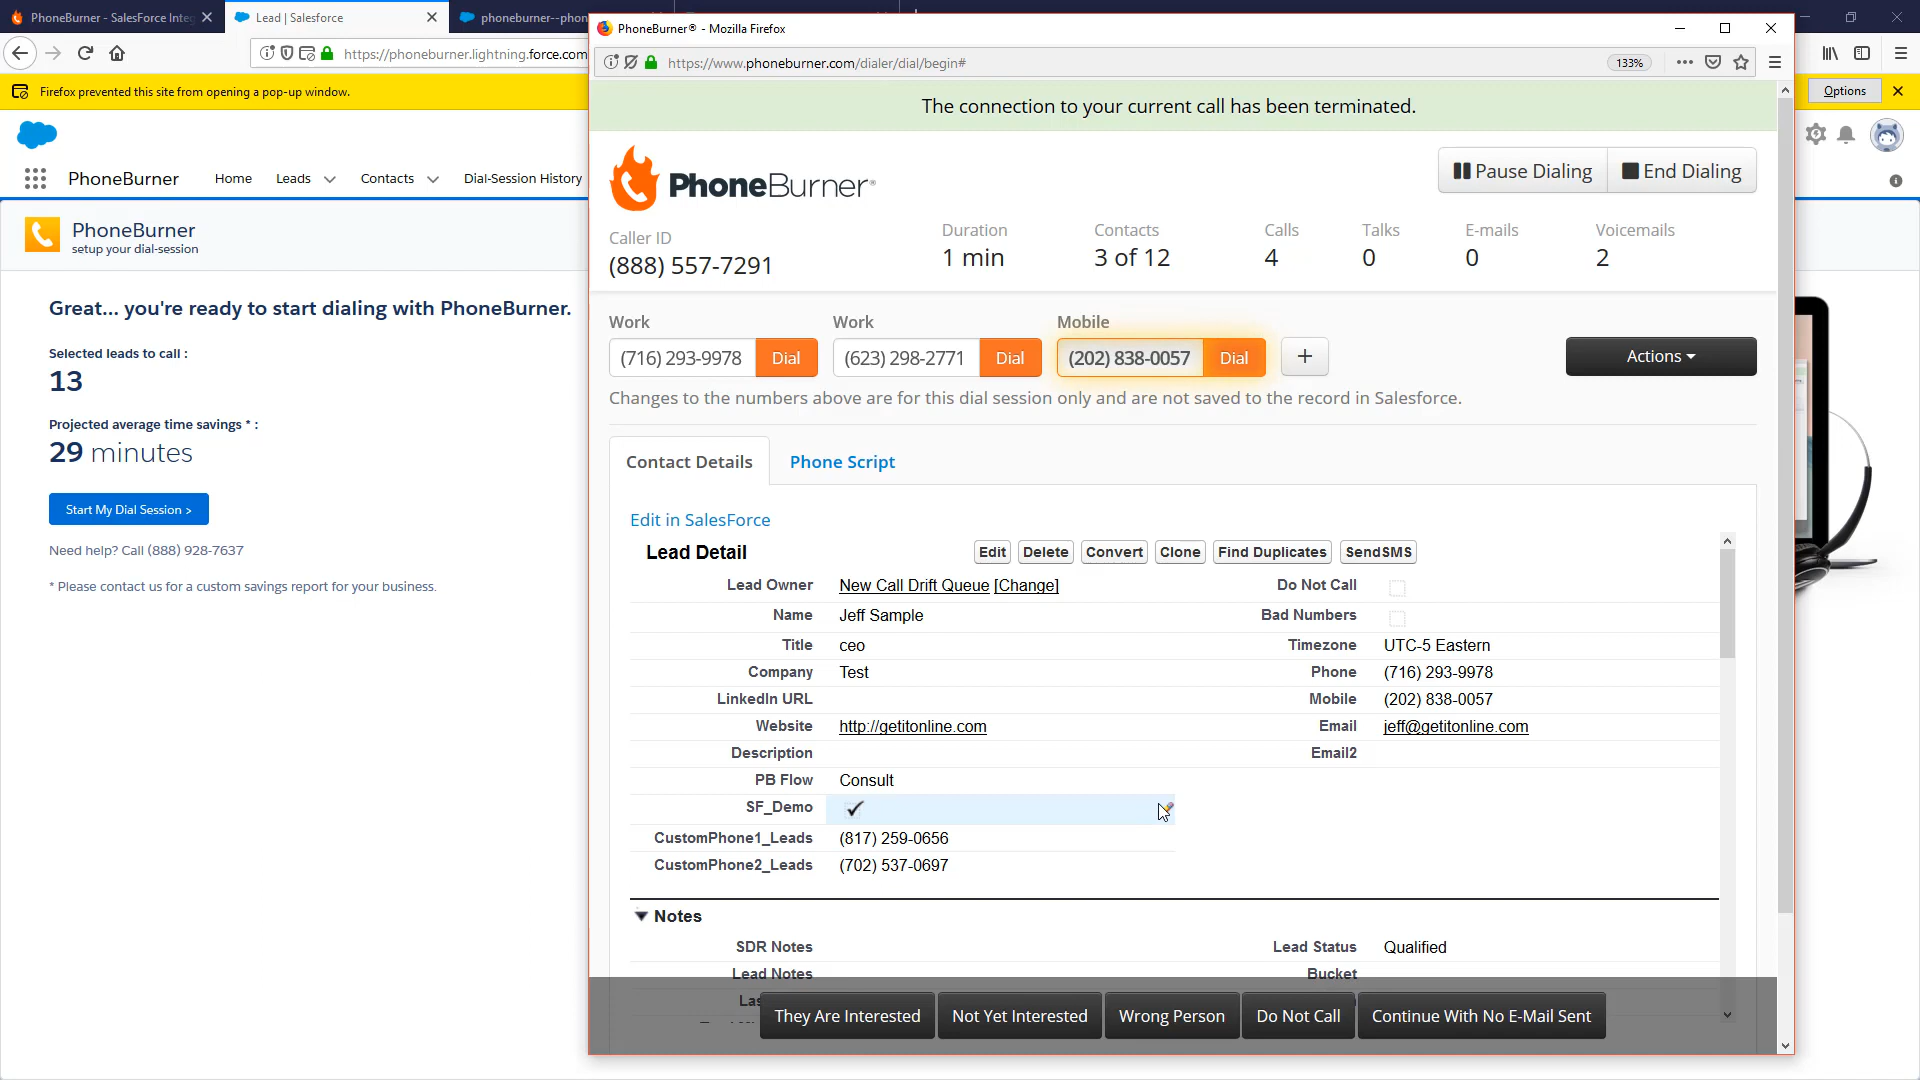 PhoneBurner - SalesForce Inte
Lead | Salesforce
phoneburner--phon
PhoneBurner® - Mozilla Firefox
https://phoneburner.lightning.force.com
https://www.phoneburner.com/dialer/dial/begin#
133%
Firefox prevented this site from opening a pop-up window.
Options
The connection to your current call has been terminated.
PhoneBurner
Home
Leads
Contacts
Dial-Session History
PhoneBurner
setup your dial-session
Great... you're ready to start dialing with PhoneBurner.
Selected leads to call :
13
Projected average time savings * :
29 minutes
Start My Dial Session >
Need help? Call (888) 928-7637
* Please contact us for a custom savings report for your business.
PhoneBurner®
Pause Dialing
End Dialing
Caller ID
(888) 557-7291
Duration
1 min
Contacts
3 of 12
Calls
4
Talks
0
E-mails
0
Voicemails
2
Work
(716) 293-9978 Dial
Work
(623) 298-2771 Dial
Mobile
(202) 838-0057 Dial
+
Actions
Changes to the numbers above are for this dial session only and are not saved to the record in Salesforce.
Contact Details
Phone Script
Edit in SalesForce
Lead Detail
Edit
Delete
Convert
Clone
Find Duplicates
SendSMS
Lead Owner New Call Drift Queue [Change]
Do Not Call
Name Jeff Sample
Bad Numbers
Title ceo
Timezone UTC-5 Eastern
Company Test
Phone (716) 293-9978
LinkedIn URL
Mobile (202) 838-0057
Website http://getitonline.com
Email jeff@getitonline.com
Description
Email2
PB Flow Consult
SF_Demo
CustomPhone1_Leads (817) 259-0656
CustomPhone2_Leads (702) 537-0697
Notes
SDR Notes
Lead Status Qualified
Lead Notes
Bucket
Las
They Are Interested
Not Yet Interested
Wrong Person
Do Not Call
Continue With No E-Mail Sent